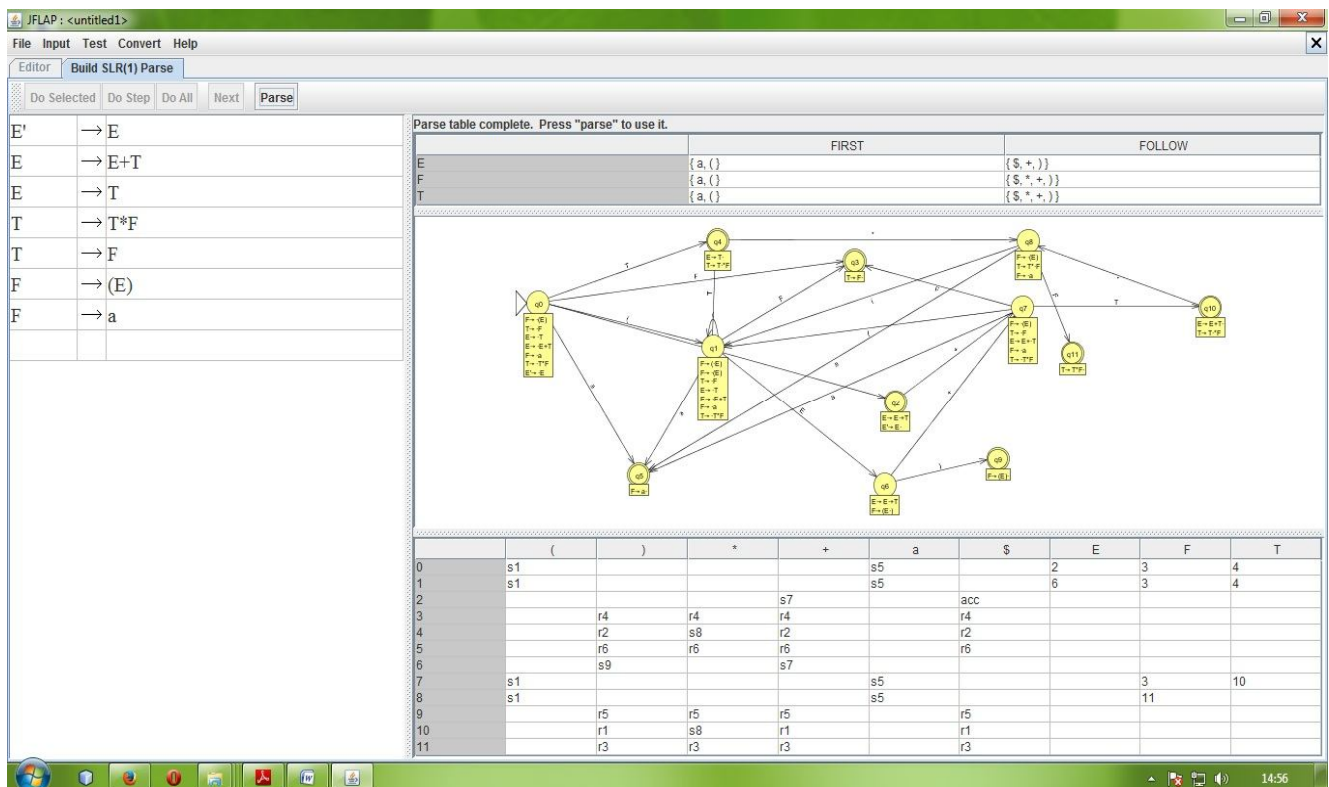 JFLAP : <untitled1>
File Input Test Convert Help
Editor Build SLR(1) Parse
Do Selected Do Step Do All Next Parse
E' → E
E → E+T
E → T
T → T*F
T → F
F → (E)
F → a
Parse table complete. Press "parse" to use it.
FIRST FOLLOW
E { a, ( } { $, +, ) }
F { a, ( } { $, *, +, ) }
T { a, ( } { $, *, +, ) }
q0
F→·(E)
T→·F
E→·T
E→·E+T
F→·a
T→·T*F
E'→·E
q4
E→T·
T→T·*F
q3
T→F·
q8
F→·(E)
T→T*·F
F→·a
q1
F→(·E)
F→·(E)
T→·F
E→·T
E→·E+T
F→·a
T→·T*F
q7
F→·(E)
T→·F
E→E+·T
F→·a
T→·T*F
q10
E→E+T·
T→T·*F
q11
T→T*F·
q2
E→E·+T
E'→E·
q5
F→a·
q6
E→E·+T
F→(E·)
q9
F→(E)·
( ) * + a $ E F T
0 s1 s5 2 3 4
1 s1 s5 6 3 4
2 s7 acc
3 r4 r4 r4 r4
4 r2 s8 r2 r2
5 r6 r6 r6 r6
6 s9 s7
7 s1 s5 3 10
8 s1 s5 11
9 r5 r5 r5 r5
10 r1 s8 r1 r1
11 r3 r3 r3 r3
14:56